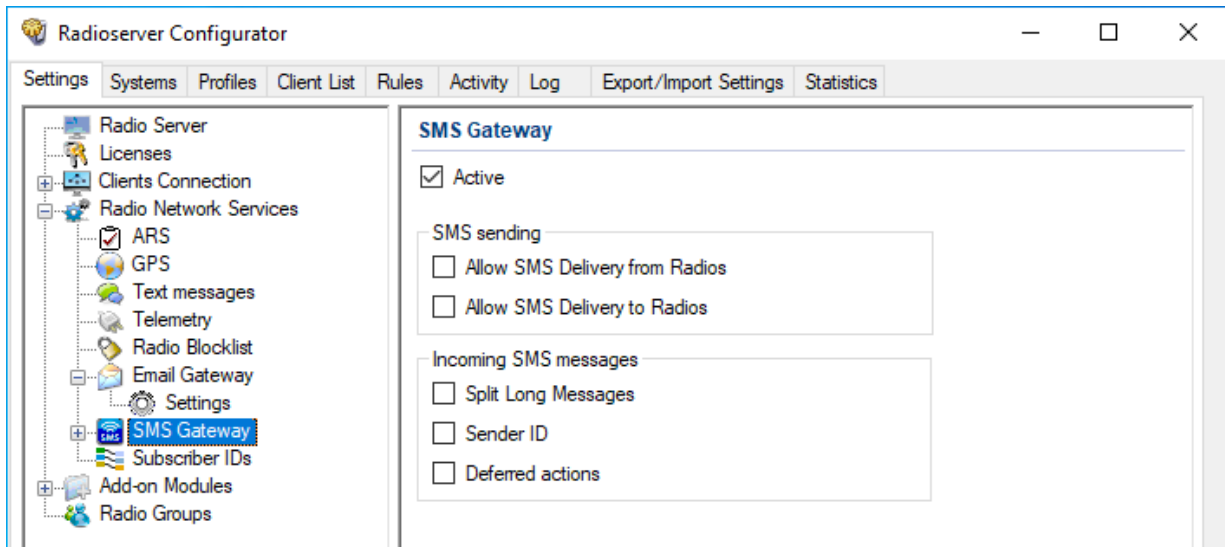 Radioserver Configurator
Settings Systems Profiles Client List Rules Activity Log Export/Import Settings Statistics
Radio Server
Licenses
Clients Connection
Radio Network Services
ARS
GPS
Text messages
Telemetry
Radio Blocklist
Email Gateway
Settings
SMS
SMS Gateway
Subscriber IDs
Add-on Modules
Radio Groups
SMS Gateway
Active
SMS sending
Allow SMS Delivery from Radios
Allow SMS Delivery to Radios
Incoming SMS messages
Split Long Messages
Sender ID
Deferred actions